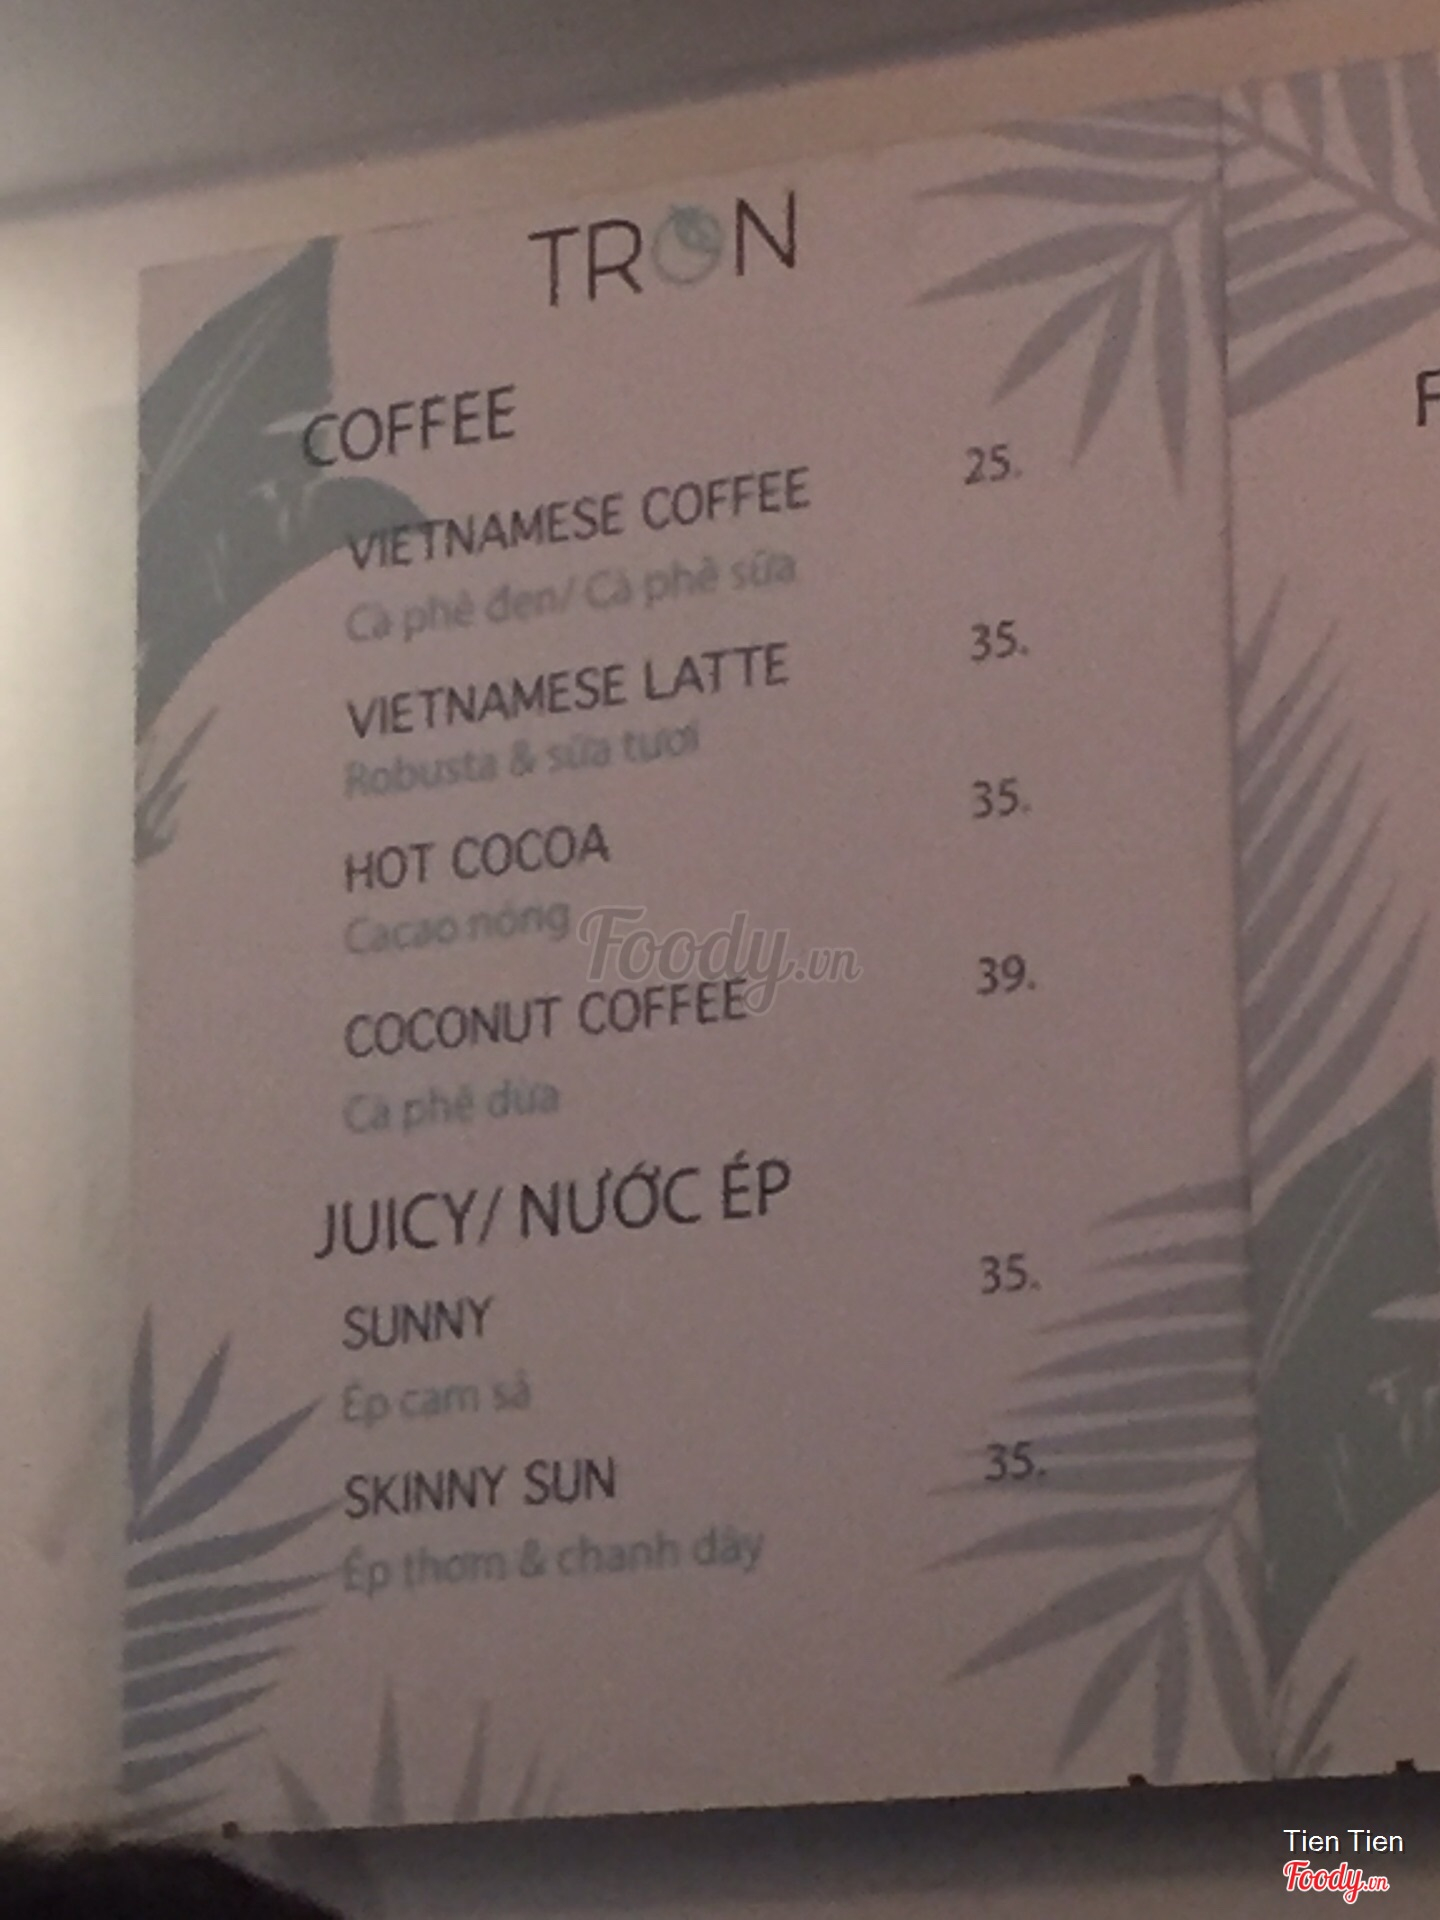 TRON
COFFEE
VIETNAMESE COFFEE 25.
Cà phê đen/ Cà phê sữa
VIETNAMESE LATTE 35.
Robusta & sữa tươi
HOT COCOA 35.
Cacao nóng
COCONUT COFFEE 39.
Cà phê dừa
JUICY/ NƯỚC ÉP
SUNNY 35.
Ép cam sả
SKINNY SUN 35.
Ép thơm & chanh dây
F
Foody.vn
Tien Tien
Foody.vn